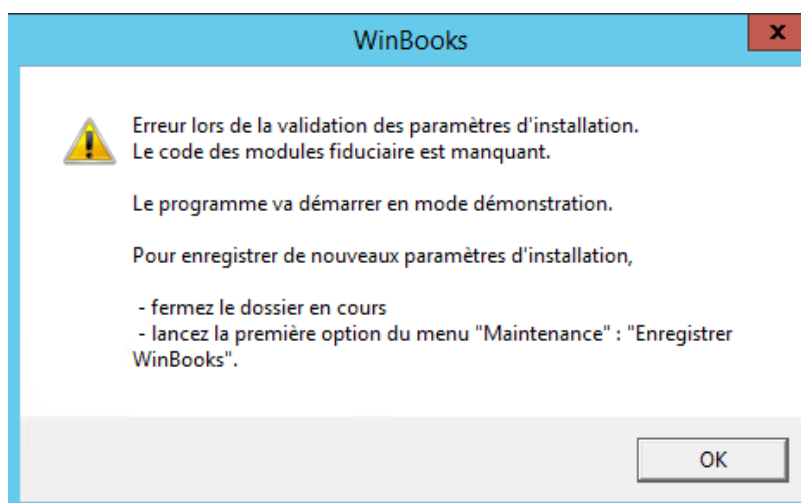 WinBooks
x
Erreur lors de la validation des paramètres d'installation.
Le code des modules fiduciaire est manquant.
Le programme va démarrer en mode démonstration.
Pour enregistrer de nouveaux paramètres d'installation,
- fermez le dossier en cours
- lancez la première option du menu "Maintenance" : "Enregistrer
WinBooks".
OK